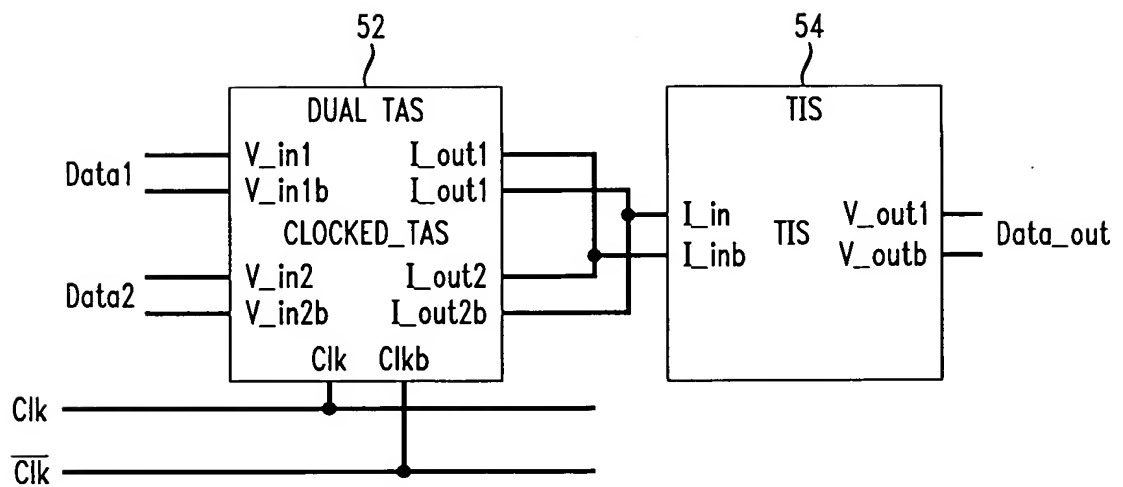 52
54
DUAL TAS
TIS
Data1
V_in1
I_out1
V_in1b
I_out1
CLOCKED_TAS
I_in
TIS
V_out1
Data_out
I_inb
V_outb
Data2
V_in2
I_out2
V_in2b
I_out2b
Clk
Clkb
Clk
Clk